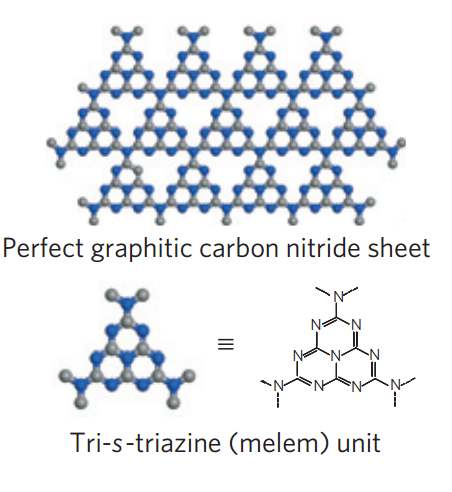 Perfect graphitic carbon nitride sheet
≡
N
N N
N N N
N N N N
Tri-s-triazine (melem) unit